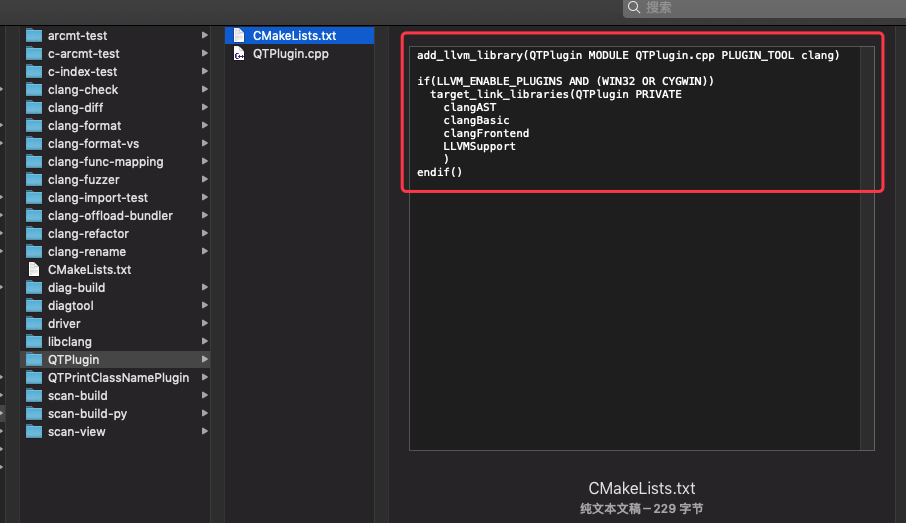 搜索
arcmt-test
c-arcmt-test
c-index-test
clang-check
clang-diff
clang-format
clang-format-vs
clang-func-mapping
clang-fuzzer
clang-import-test
clang-offload-bundler
clang-refactor
clang-rename
CMakeLists.txt
diag-build
diagtool
driver
libclang
QTPlugin
QTPrintClassNamePlugin
scan-build
scan-build-py
scan-view
CMakeLists.txt
QTPlugin.cpp
add_llvm_library(QTPlugin MODULE QTPlugin.cpp PLUGIN_TOOL clang)
if(LLVM_ENABLE_PLUGINS AND (WIN32 OR CYGWIN))
target_link_libraries(QTPlugin PRIVATE
clangAST
clangBasic
clangFrontend
LLVMSupport
)
endif()
CMakeLists.txt
纯文本文稿 – 229 字节